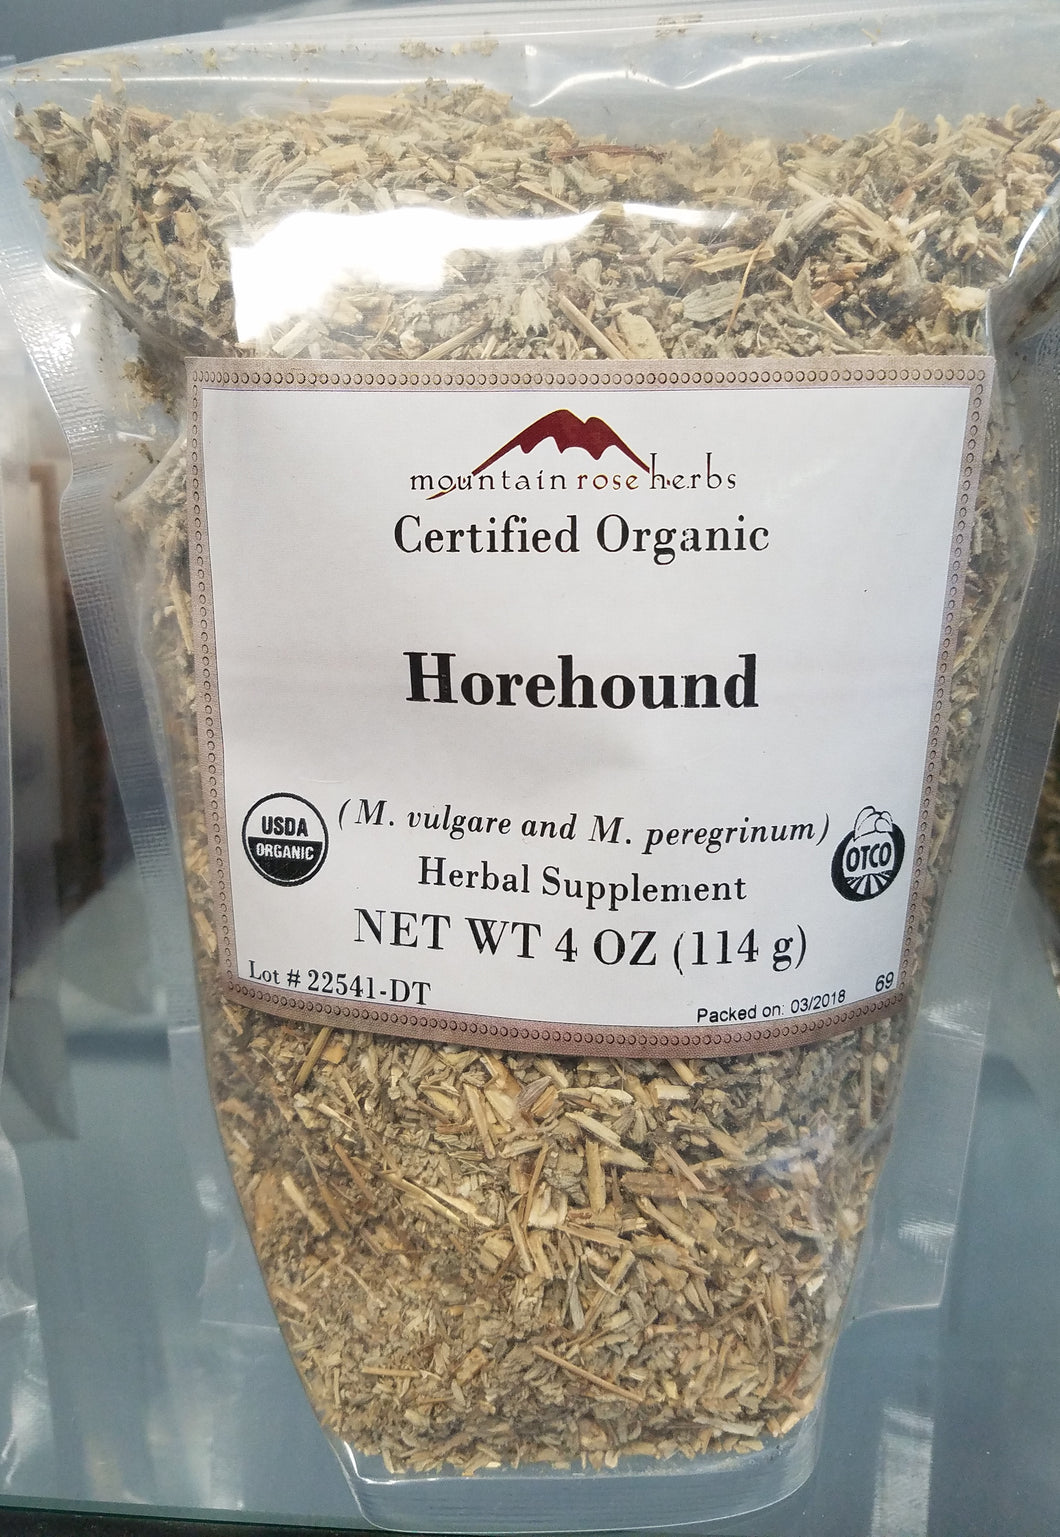 mountain rose herbs
Certified Organic
Horehound
(M. vulgare and M. peregrinum)
USDA
ORGANIC
OTCO
Herbal Supplement
NET WT 4 OZ (114 g)
Lot # 22541-DT
Packed on: 03/2018
69